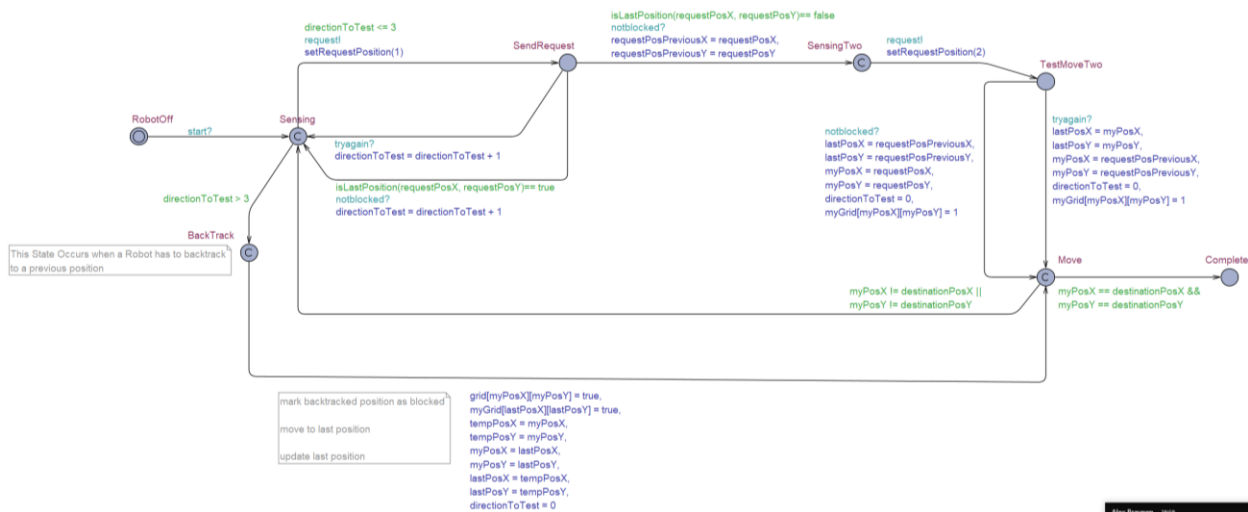 directionToTest <= 3
request!
setRequestPosition(1)
SendRequest
isLastPosition(requestPosX, requestPosY)== false
notblocked?
requestPosPreviousX = requestPosX,
requestPosPreviousY = requestPosY
SensingTwo
request!
setRequestPosition(2)
TestMoveTwo
RobotOff
start?
Sensing
tryagain?
directionToTest = directionToTest + 1
isLastPosition(requestPosX, requestPosY)== true
notblocked?
directionToTest = directionToTest + 1
notblocked?
lastPosX = requestPosPreviousX,
lastPosY = requestPosPreviousY,
myPosX = requestPosX,
myPosY = requestPosY,
directionToTest = 0,
myGrid[myPosX][myPosY] = 1
tryagain?
lastPosX = myPosX,
lastPosY = myPosY,
myPosX = requestPosPreviousX,
myPosY = requestPosPreviousY,
directionToTest = 0,
myGrid[myPosX][myPosY] = 1
directionToTest > 3
BackTrack
This State Occurs when a Robot has to backtrack
to a previous position
Move
Complete
myPosX != destinationPosX ||
myPosY != destinationPosY
myPosX == destinationPosX &&
myPosY == destinationPosY
mark backtracked position as blocked
move to last position
update last position
grid[myPosX][myPosY] = true,
myGrid[lastPosX][lastPosY] = true,
tempPosX = myPosX,
tempPosY = myPosY,
myPosX = lastPosX,
myPosY = lastPosY,
lastPosX = tempPosX,
lastPosY = tempPosY,
directionToTest = 0